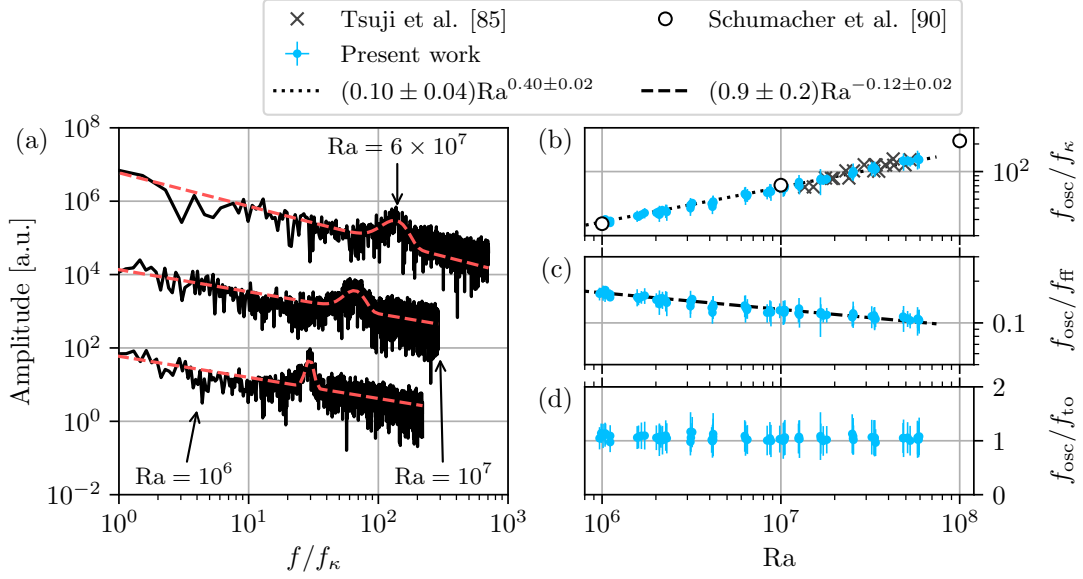 Tsuji et al. [85]
Schumacher et al. [90]
Present work
(0.10 ± 0.04)Ra^{0.40±0.02}
(0.9 ± 0.2)Ra^{−0.12±0.02}
(a)
Amplitude [a.u.]
10^8
10^6
10^4
10^2
10^0
10^{−2}
Ra = 6 × 10^7
Ra = 10^6
Ra = 10^7
10^0
10^1
10^2
10^3
f/f_κ
(b)
10^2
f_osc/f_κ
(c)
0.1
f_osc/f_ff
(d)
2
1
0
f_osc/f_to
10^6
10^7
10^8
Ra